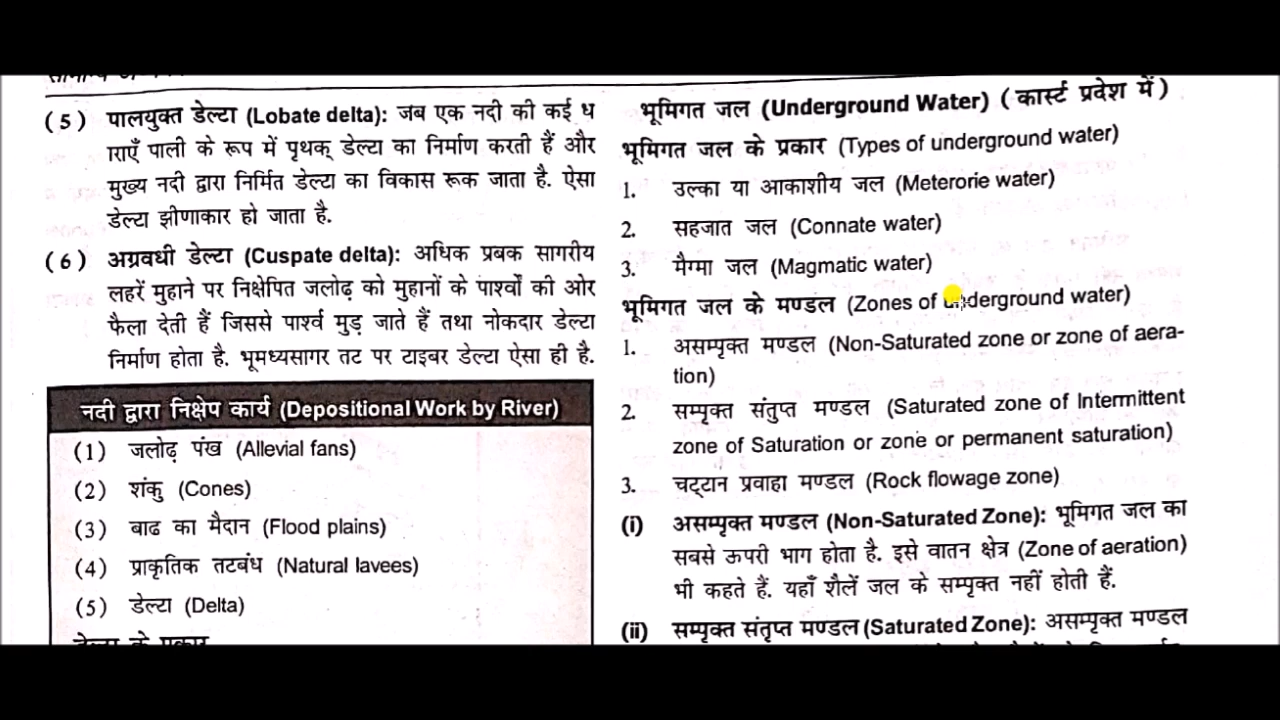 (5) पालयुक्त डेल्टा (Lobate delta): जब एक नदी की कई ध
ाराएँ पाली के रूप में पृथक् डेल्टा का निर्माण करती हैं और
मुख्य नदी द्वारा निर्मित डेल्टा का विकास रूक जाता है. ऐसा
डेल्टा झीणाकार हो जाता है.
(6) अग्रवधी डेल्टा (Cuspate delta): अधिक प्रबक सागरीय
लहरें मुहाने पर निक्षेपित जलोढ़ को मुहानों के पार्श्वों की ओर
फैला देती हैं जिससे पार्श्व मुड़ जाते हैं तथा नोकदार डेल्टा
निर्माण होता है. भूमध्यसागर तट पर टाइबर डेल्टा ऐसा ही है.
नदी द्वारा निक्षेप कार्य (Depositional Work by River)
(1) जलोढ़ पंख (Allevial fans)
(2) शंकु (Cones)
(3) बाढ का मैदान (Flood plains)
(4) प्राकृतिक तटबंध (Natural lavees)
(5) डेल्टा (Delta)
डेल्टा के प्रकार
भूमिगत जल (Underground Water) (कार्स्ट प्रवेश में)
भूमिगत जल के प्रकार (Types of underground water)
1. उल्का या आकाशीय जल (Meterorie water)
2. सहजात जल (Connate water)
3. मैग्मा जल (Magmatic water)
भूमिगत जल के मण्डल (Zones of underground water)
1. असम्पृक्त मण्डल (Non-Saturated zone or zone of aera-
tion)
2. सम्पृक्त संतुप्त मण्डल (Saturated zone of Intermittent
zone of Saturation or zone or permanent saturation)
3. चट्टान प्रवाहा मण्डल (Rock flowage zone)
(i) असम्पृक्त मण्डल (Non-Saturated Zone): भूमिगत जल का
सबसे ऊपरी भाग होता है. इसे वातन क्षेत्र (Zone of aeration)
भी कहते हैं. यहाँ शैलें जल के सम्पृक्त नहीं होती हैं.
(ii) सम्पृक्त संतुप्त मण्डल (Saturated Zone): असम्पृक्त मण्डल